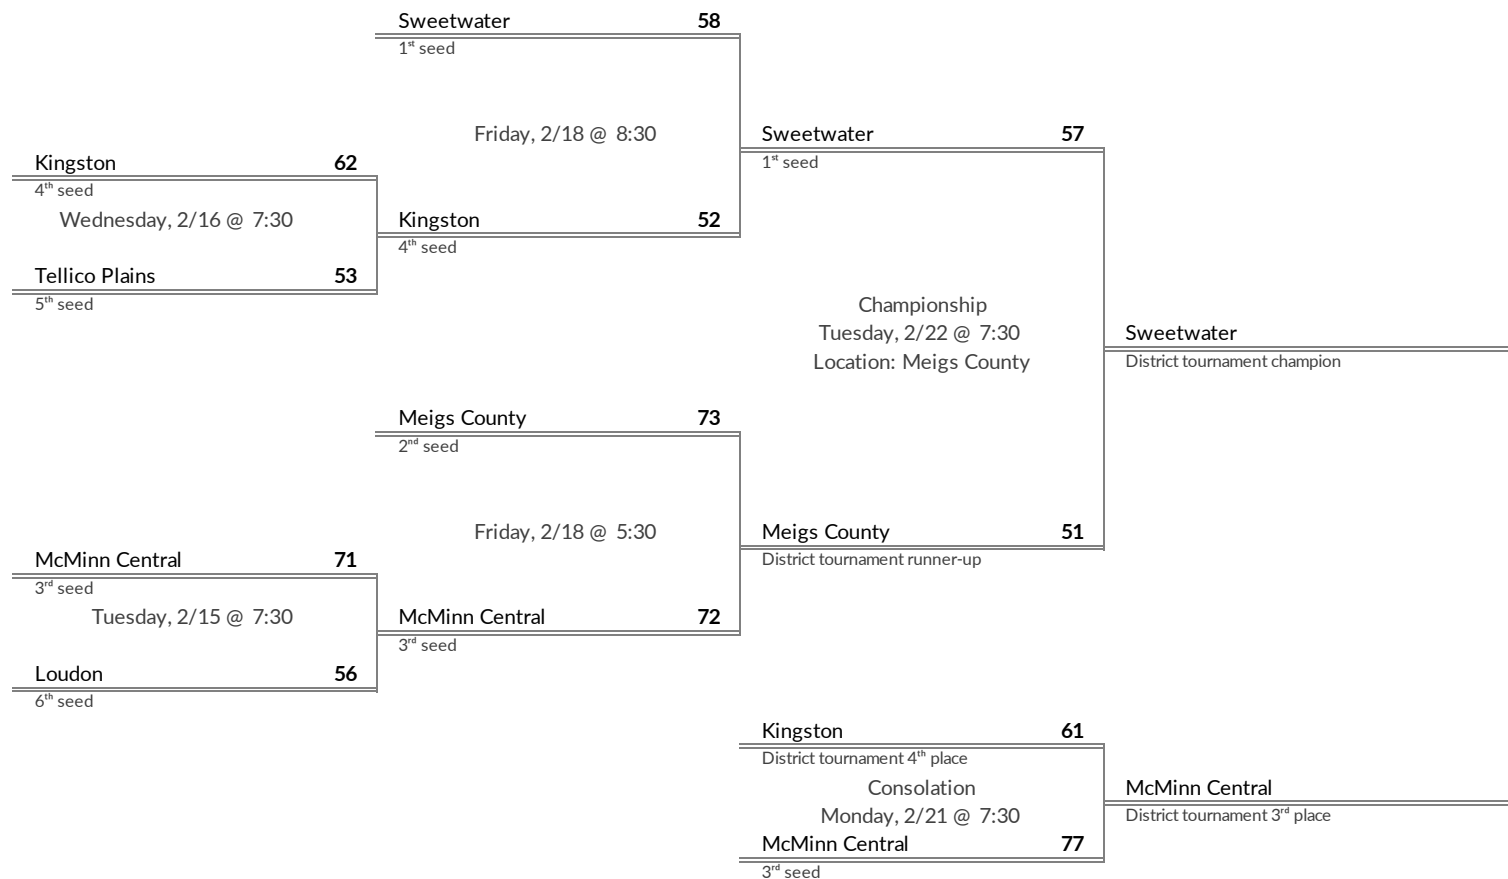 Sweetwater 58
1st seed
Friday, 2/18 @ 8:30
Sweetwater 57
1st seed
Kingston 62
4th seed
Wednesday, 2/16 @ 7:30
Kingston 52
4th seed
Tellico Plains 53
5th seed
Championship
Tuesday, 2/22 @ 7:30
Location: Meigs County
Sweetwater
District tournament champion
Meigs County 73
2nd seed
Friday, 2/18 @ 5:30
Meigs County 51
District tournament runner-up
McMinn Central 71
3rd seed
Tuesday, 2/15 @ 7:30
McMinn Central 72
3rd seed
Loudon 56
6th seed
Kingston 61
District tournament 4th place
Consolation
Monday, 2/21 @ 7:30
McMinn Central
District tournament 3rd place
McMinn Central 77
3rd seed